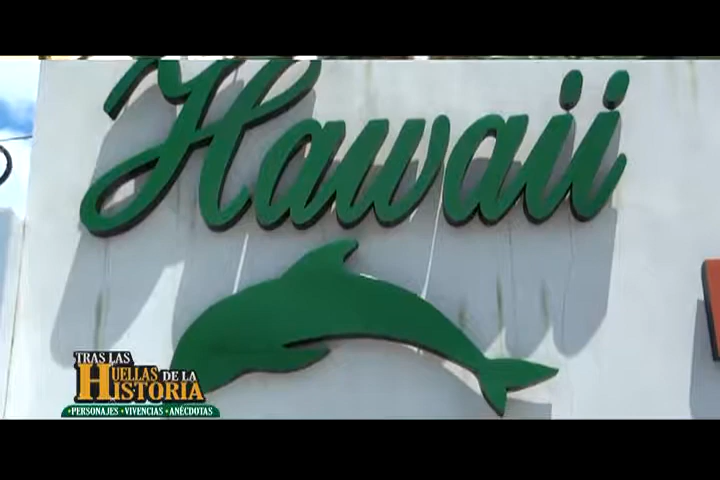 Hawaii
TRAS LAS
HUELLAS DE LA
HISTORIA
• PERSONAJES • VIVENCIAS • ANÉCDOTAS